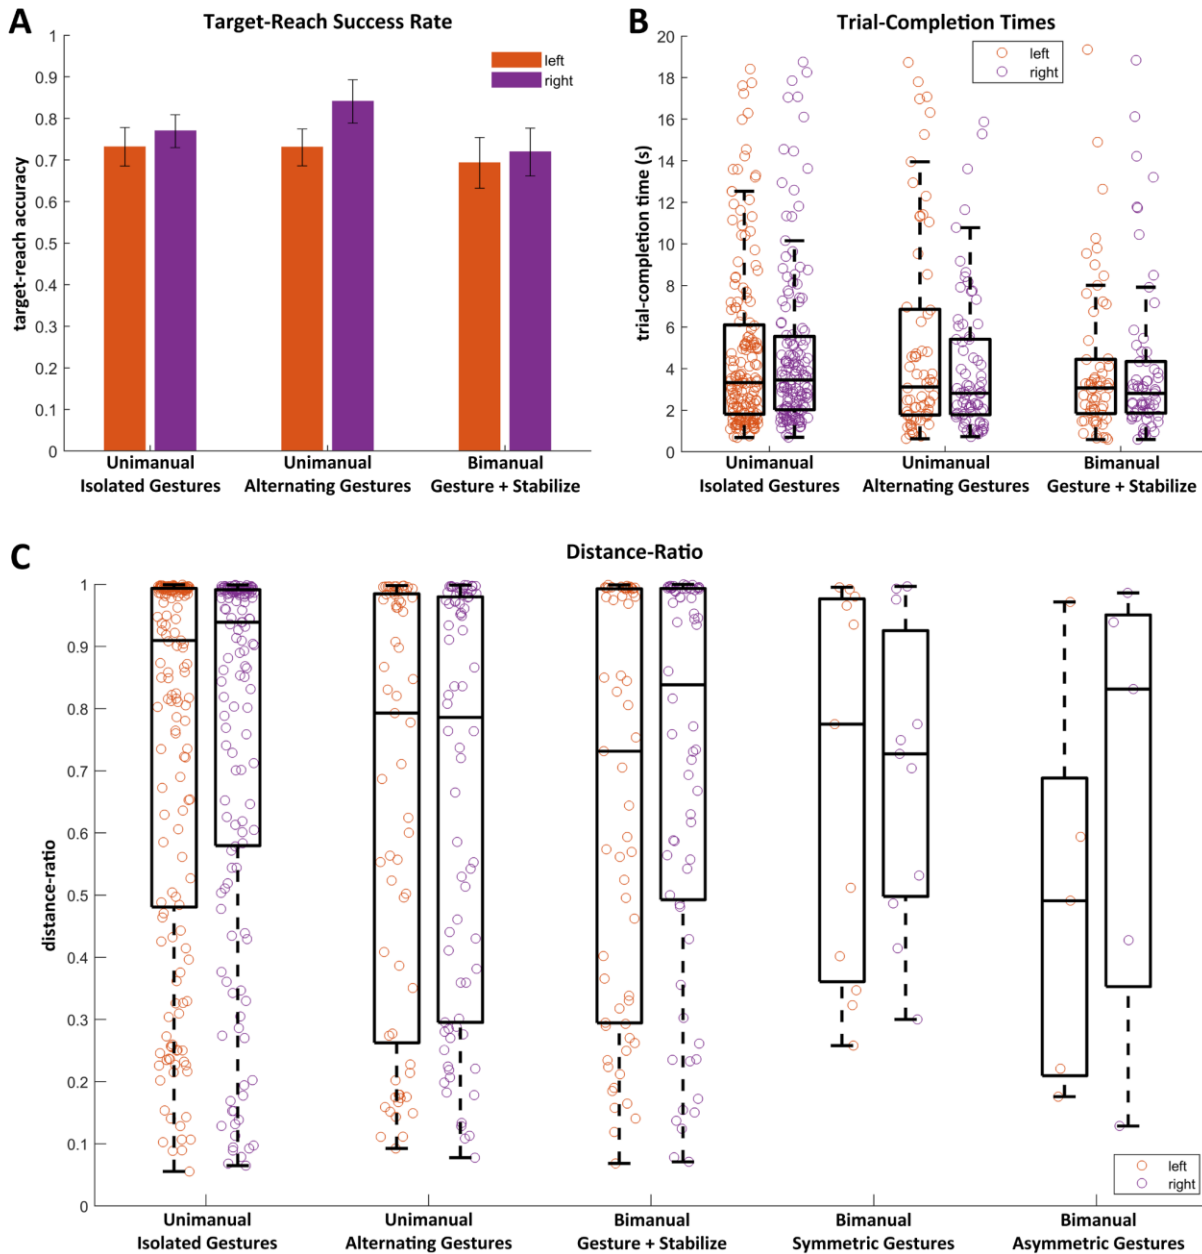 A
Target-Reach Success Rate
1
0.9
0.8
0.7
0.6
0.5
0.4
0.3
0.2
0.1
0
target-reach accuracy
left
right
Unimanual
Isolated Gestures
Unimanual
Alternating Gestures
Bimanual
Gesture + Stabilize
B
Trial-Completion Times
20
18
16
14
12
10
8
6
4
2
0
trial-completion time (s)
left
right
Unimanual
Isolated Gestures
Unimanual
Alternating Gestures
Bimanual
Gesture + Stabilize
C
Distance-Ratio
1
0.9
0.8
0.7
0.6
0.5
0.4
0.3
0.2
0.1
0
distance-ratio
left
right
Unimanual
Isolated Gestures
Unimanual
Alternating Gestures
Bimanual
Gesture + Stabilize
Bimanual
Symmetric Gestures
Bimanual
Asymmetric Gestures